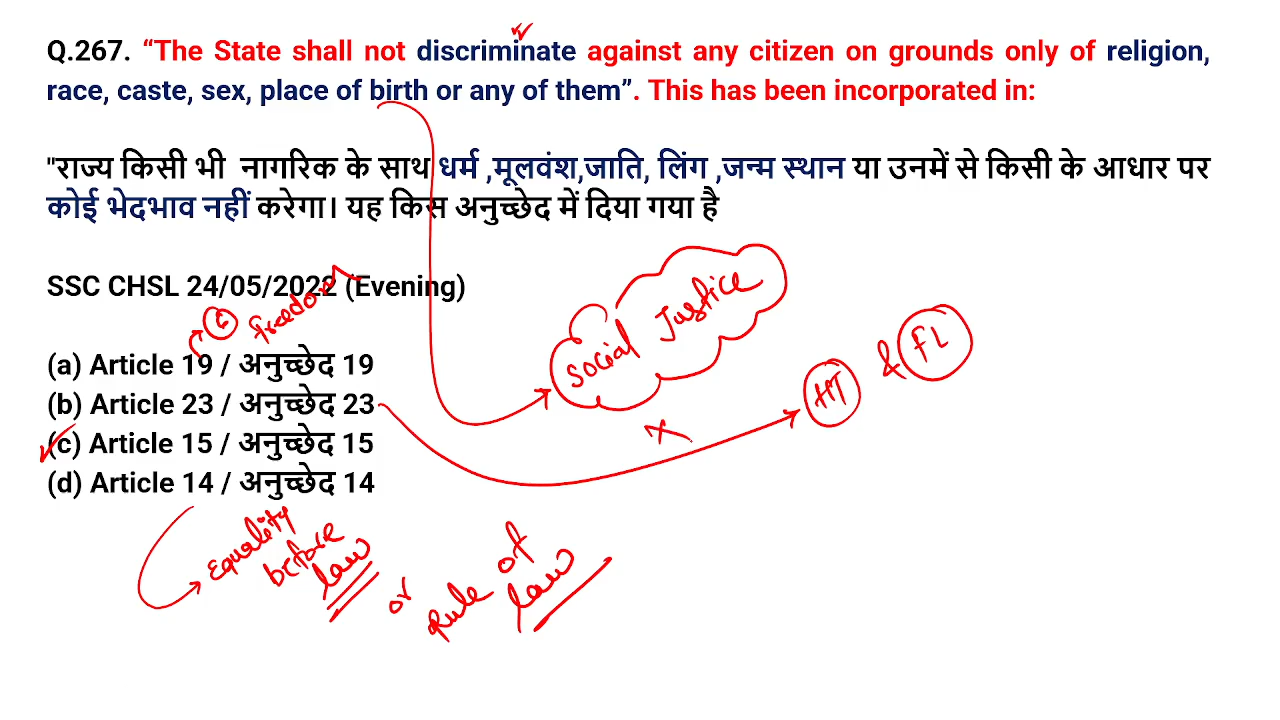 Q.267. “The State shall not discriminate against any citizen on grounds only of religion,
race, caste, sex, place of birth or any of them”. This has been incorporated in:
"राज्य किसी भी नागरिक के साथ धर्म ,मूलवंश,जाति, लिंग ,जन्म स्थान या उनमें से किसी के आधार पर
कोई भेदभाव नहीं करेगा। यह किस अनुच्छेद में दिया गया है
SSC CHSL 24/05/2022 (Evening)
6 freedom
Social Justice
(a) Article 19 / अनुच्छेद 19
HT & FL
(b) Article 23 / अनुच्छेद 23
(c) Article 15 / अनुच्छेद 15
(d) Article 14 / अनुच्छेद 14
Equality
before
law
or
Rule of
law